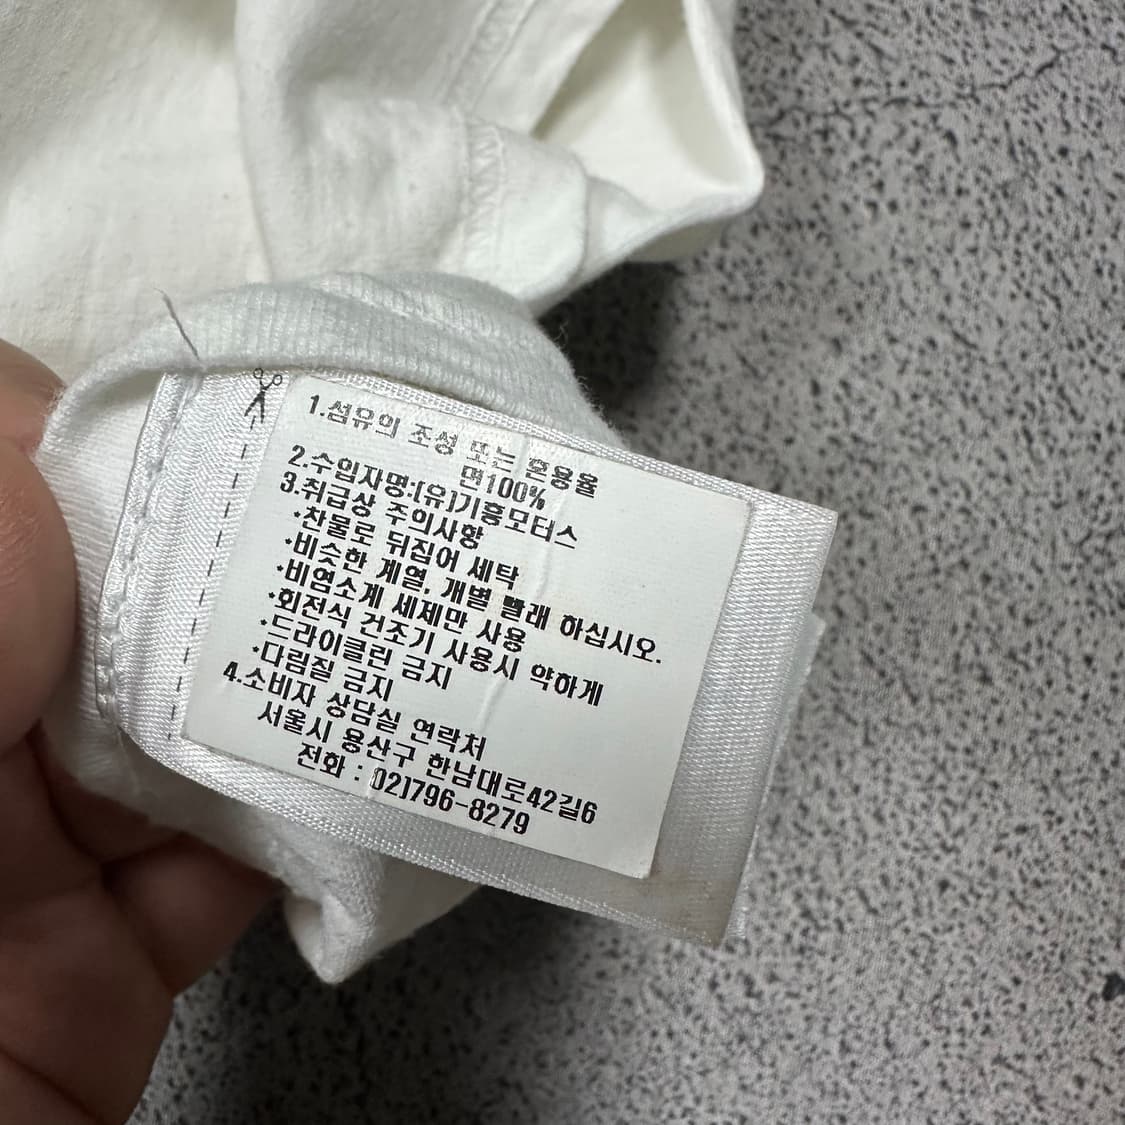 1.섬유의 조성 또는 혼용율
면100%
2.수입자명:(유)기흥모터스
3.취급상 주의사항
*찬물로 뒤집어 세탁
*비슷한 계열, 개별 빨래 하십시오.
*비염소계 세제만 사용
*회전식 건조기 사용시 약하게
*드라이클린 금지
*다림질 금지
4.소비자 상담실 연락처
서울시 용산구 한남대로42길6
전화 : 02)796-8279